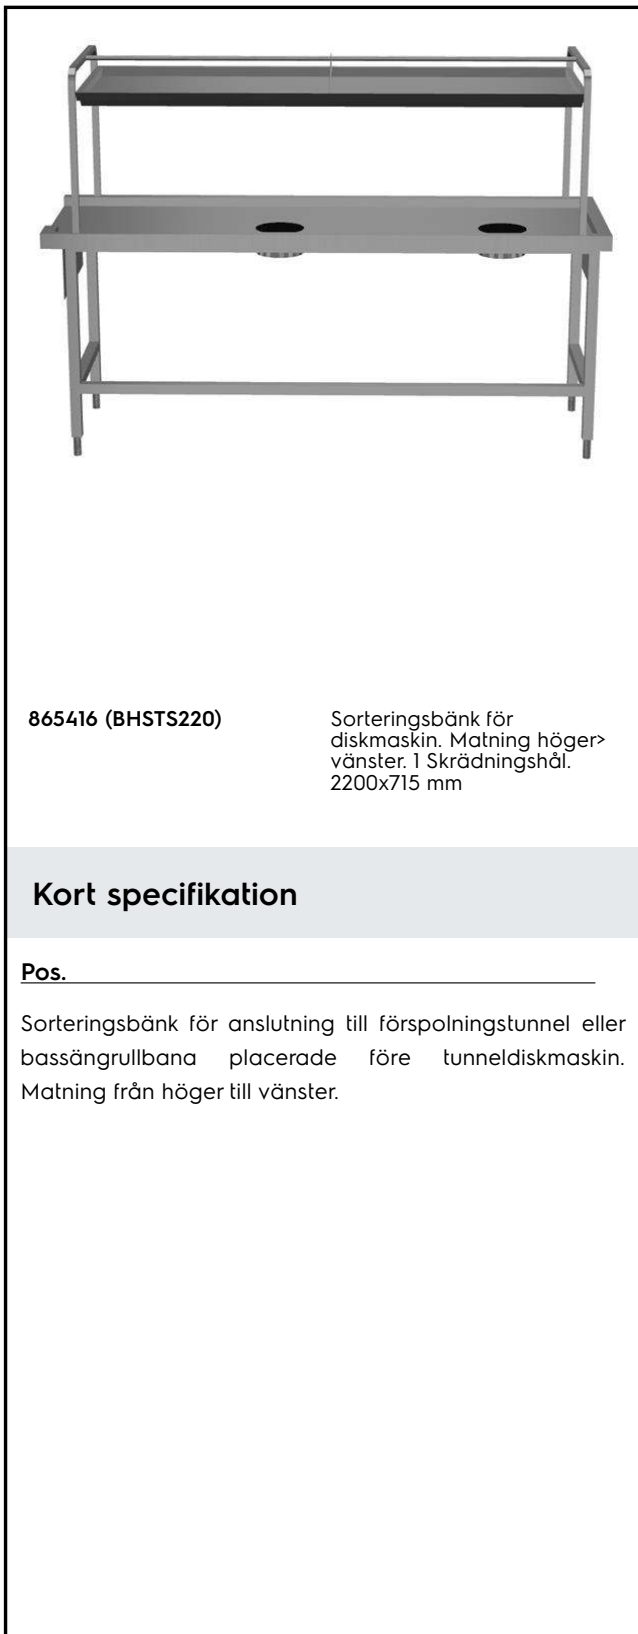 865416 (BHSTS220)
Sorteringsbänk för
diskmaskin. Matning höger>
vänster. 1 Skrädningshål.
2200x715 mm
Kort specifikation
Pos.
Sorteringsbänk för anslutning till förspolningstunnel eller
bassängrullbana placerade före tunneldiskmaskin.
Matning från höger till vänster.